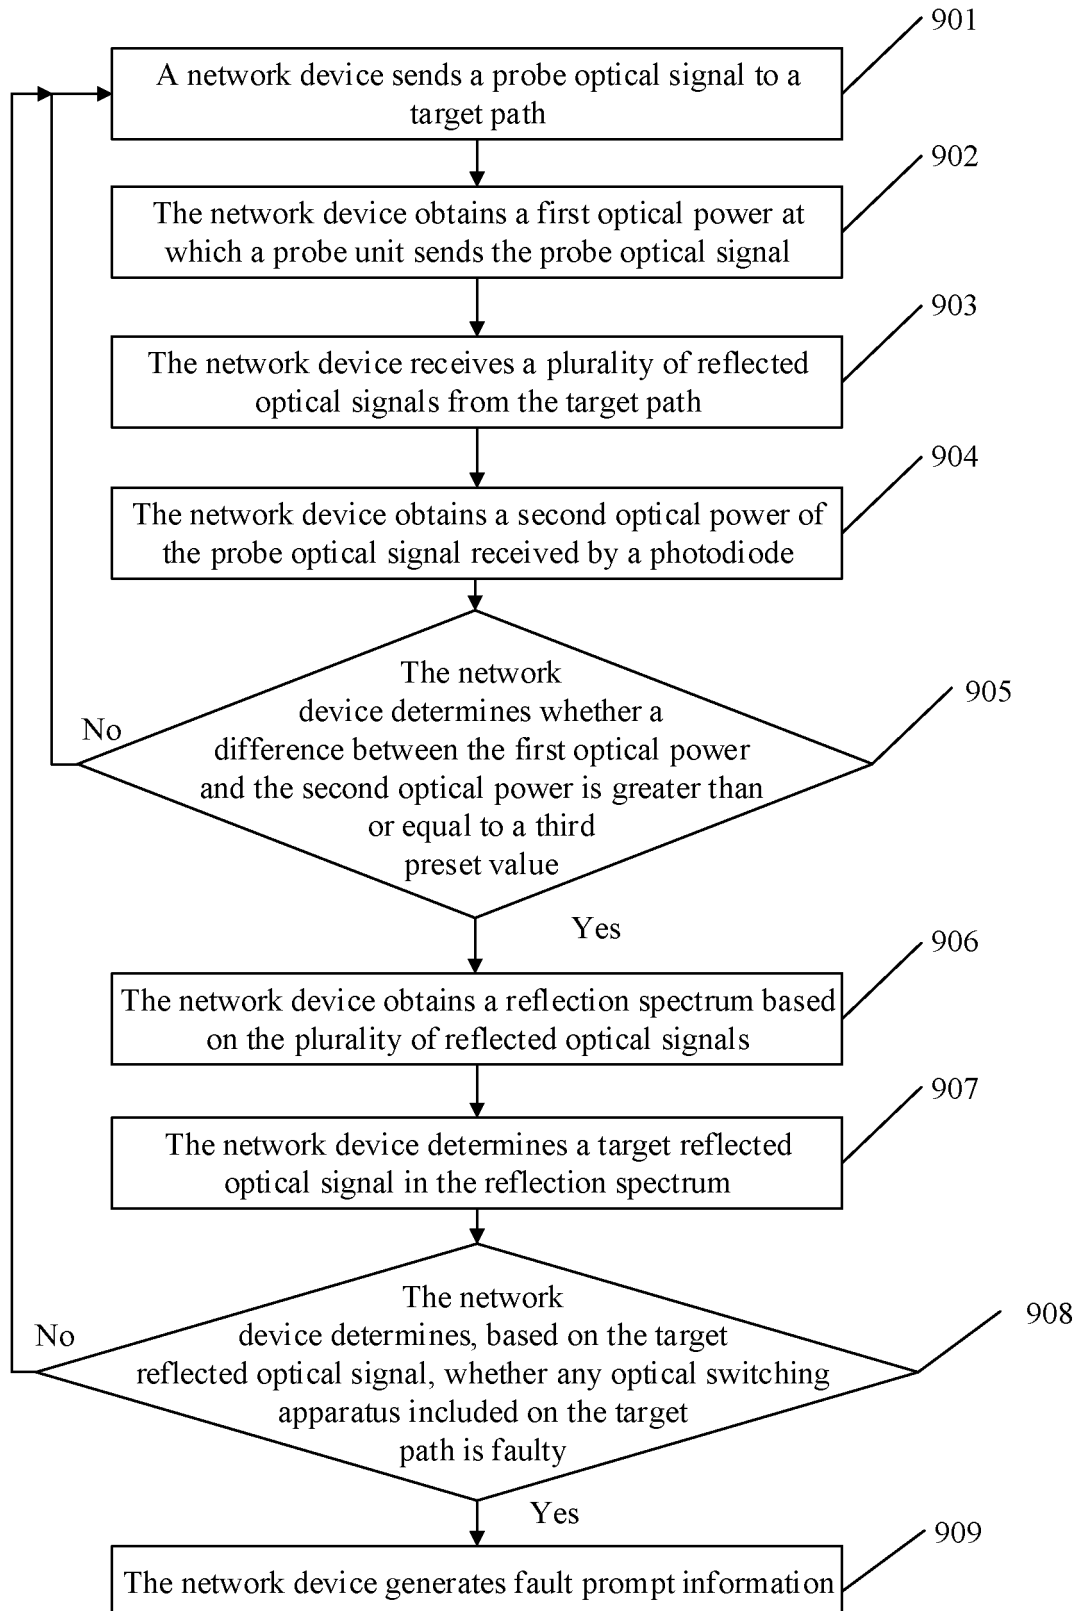 901
A network device sends a probe optical signal to a
target path
902
The network device obtains a first optical power at
which a probe unit sends the probe optical signal
903
The network device receives a plurality of reflected
optical signals from the target path
904
The network device obtains a second optical power of
the probe optical signal received by a photodiode
905
The network
device determines whether a
difference between the first optical power
and the second optical power is greater than
or equal to a third
preset value
No
Yes
906
The network device obtains a reflection spectrum based
on the plurality of reflected optical signals
907
The network device determines a target reflected
optical signal in the reflection spectrum
908
The network
device determines, based on the target
reflected optical signal, whether any optical switching
apparatus included on the target
path is faulty
No
Yes
909
The network device generates fault prompt information